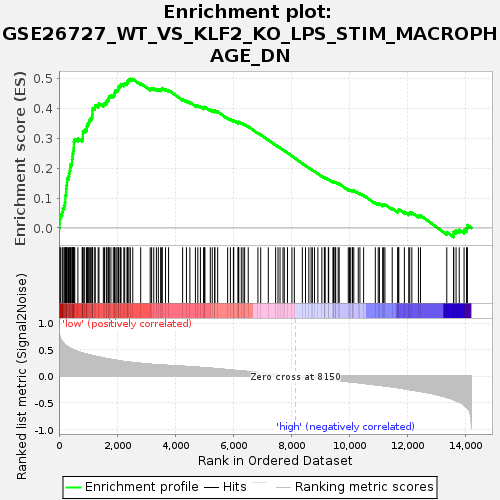 Enrichment plot:
GSE26727_WT_VS_KLF2_KO_LPS_STIM_MACROPH
AGE_DN
Enrichment score (ES)
0.5
0.4
0.3
0.2
0.1
0.0
Ranked list metric (Signal2Noise)
1.0
0.5
0.0
-0.5
-1.0
'low' (positively correlated)
Zero cross at 8150
'high' (negatively correlated)
0
2,000
4,000
6,000
8,000
10,000
12,000
14,000
Rank in Ordered Dataset
Enrichment profile
Hits
Ranking metric scores